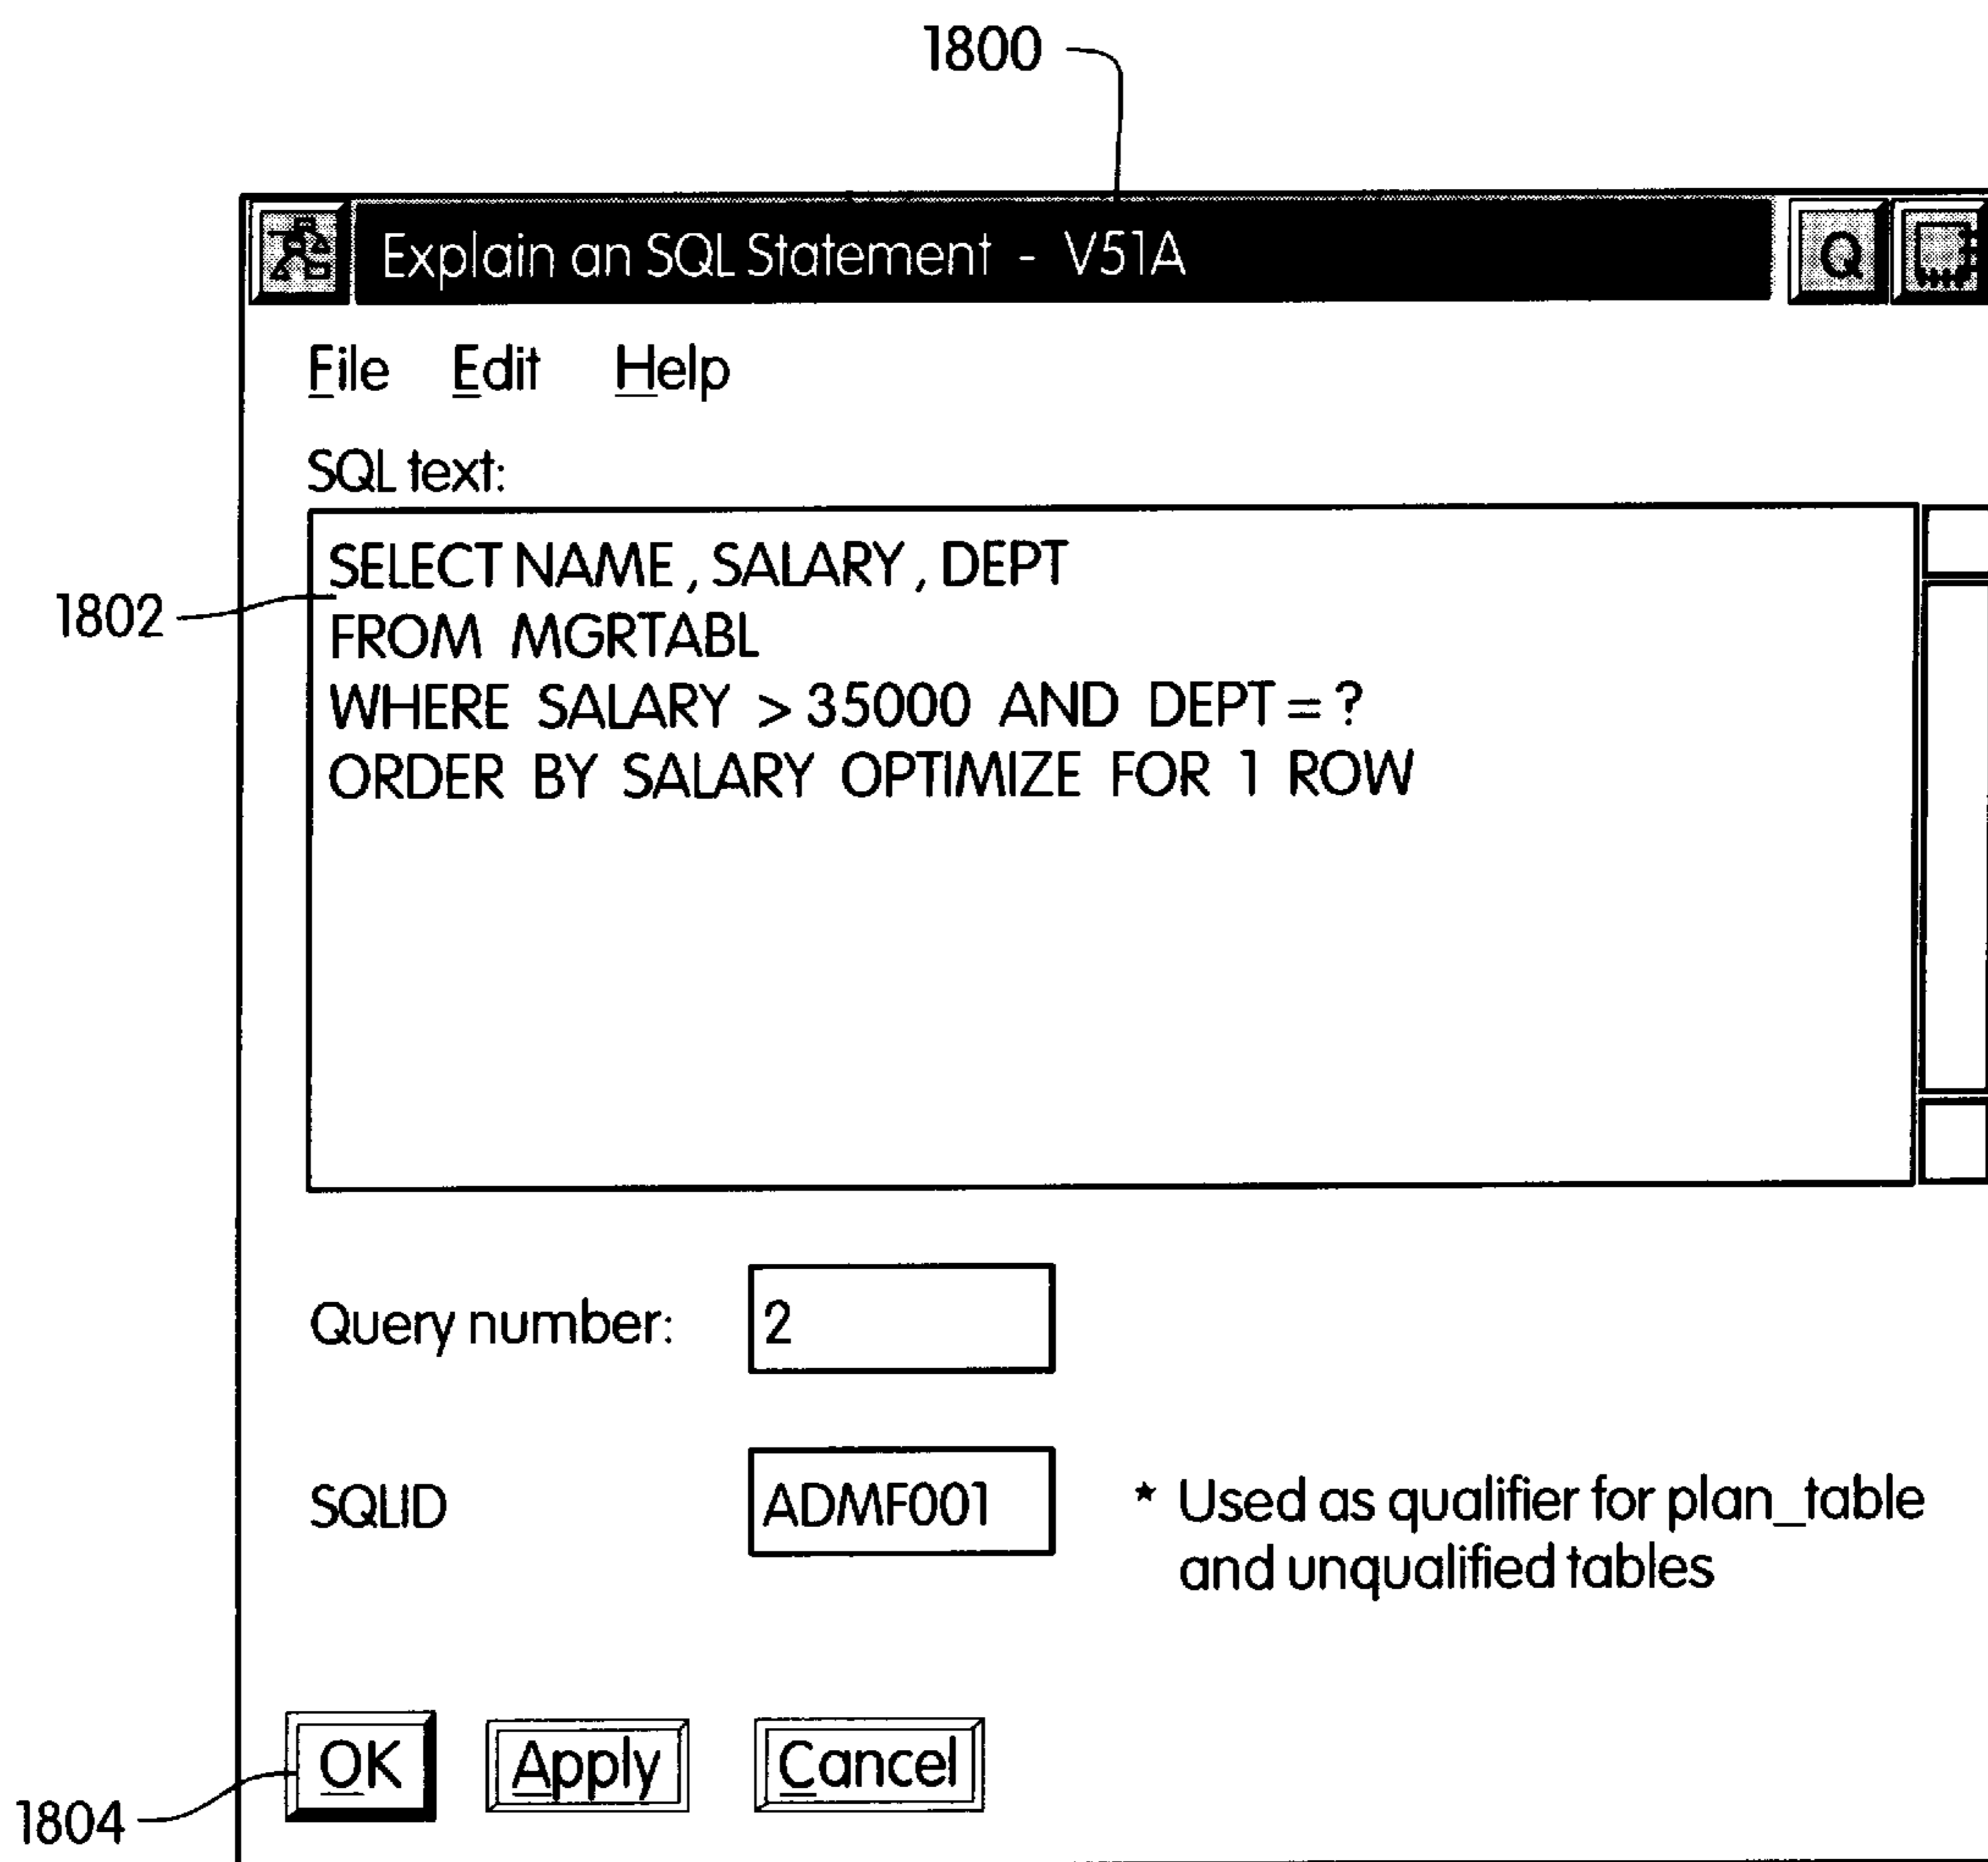 1800
Explain an SQL Statement - V51A
Q
File Edit Help
SQL text:
SELECT NAME, SALARY, DEPT
1802
FROM MGRTABL
WHERE SALARY > 35000 AND DEPT = ?
ORDER BY SALARY OPTIMIZE FOR 1 ROW
Query number: 2
SQLID ADMF001 * Used as qualifier for plan_table
and unqualified tables
OK Apply Cancel
1804